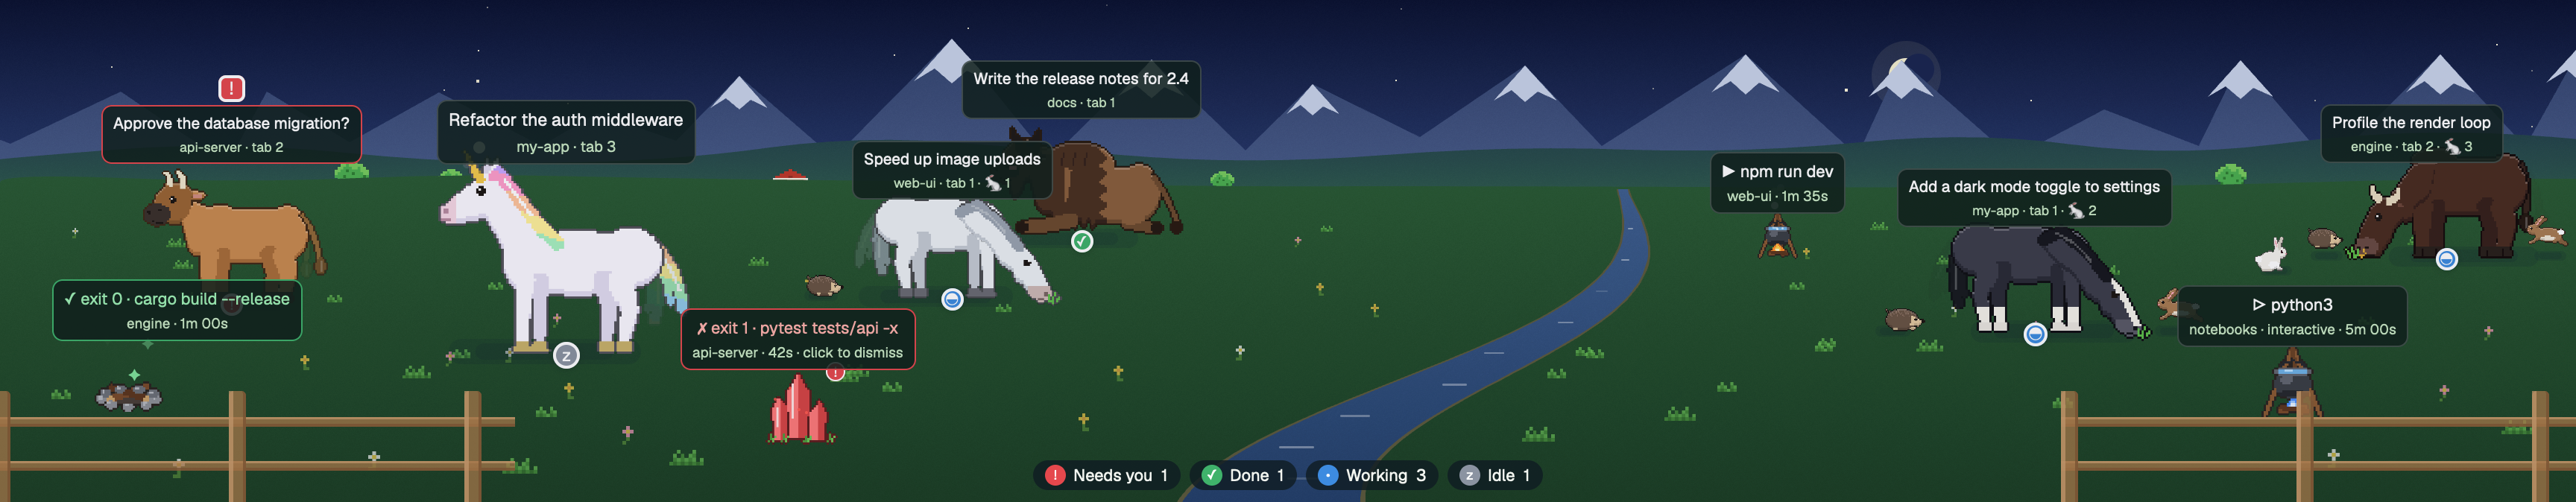 !
Approve the database migration?
api-server · tab 2
Refactor the auth middleware
my-app · tab 3
Write the release notes for 2.4
docs · tab 1
Speed up image uploads
web-ui · tab 1 · 1
▶ npm run dev
web-ui · 1m 35s
Add a dark mode toggle to settings
my-app · tab 1 · 2
Profile the render loop
engine · tab 2 · 3
✓ exit 0 · cargo build --release
engine · 1m 00s
✗ exit 1 · pytest tests/api -x
api-server · 42s · click to dismiss
!
▷ python3
notebooks · interactive · 5m 00s
z
! Needs you 1
✓ Done 1
Working 3
z Idle 1